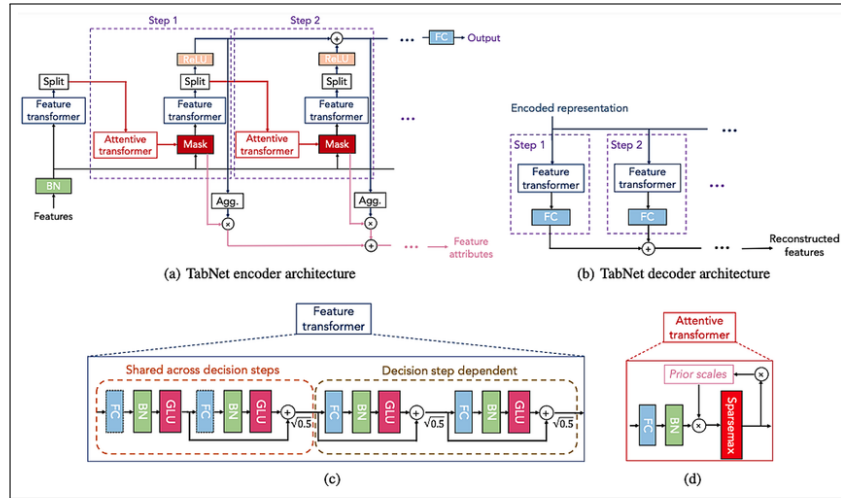 Step 1
Step 2
...
FC
Output
ReLU
ReLU
Split
Split
Split
Feature
transformer
Feature
transformer
Feature
transformer
...
Attentive
transformer
Mask
Attentive
transformer
Mask
BN
Features
Agg.
Agg.
...
Feature
attributes
(a) TabNet encoder architecture
Encoded representation
...
Step 1
Step 2
Feature
transformer
Feature
transformer
...
FC
FC
...
Reconstructed
features
(b) TabNet decoder architecture
Feature
transformer
Shared across decision steps
Decision step dependent
FC
BN
GLU
FC
BN
GLU
+
√0.5
FC
BN
GLU
+
√0.5
FC
BN
GLU
+
√0.5
(c)
Attentive
transformer
Prior scales
FC
BN
Sparsemax
(d)